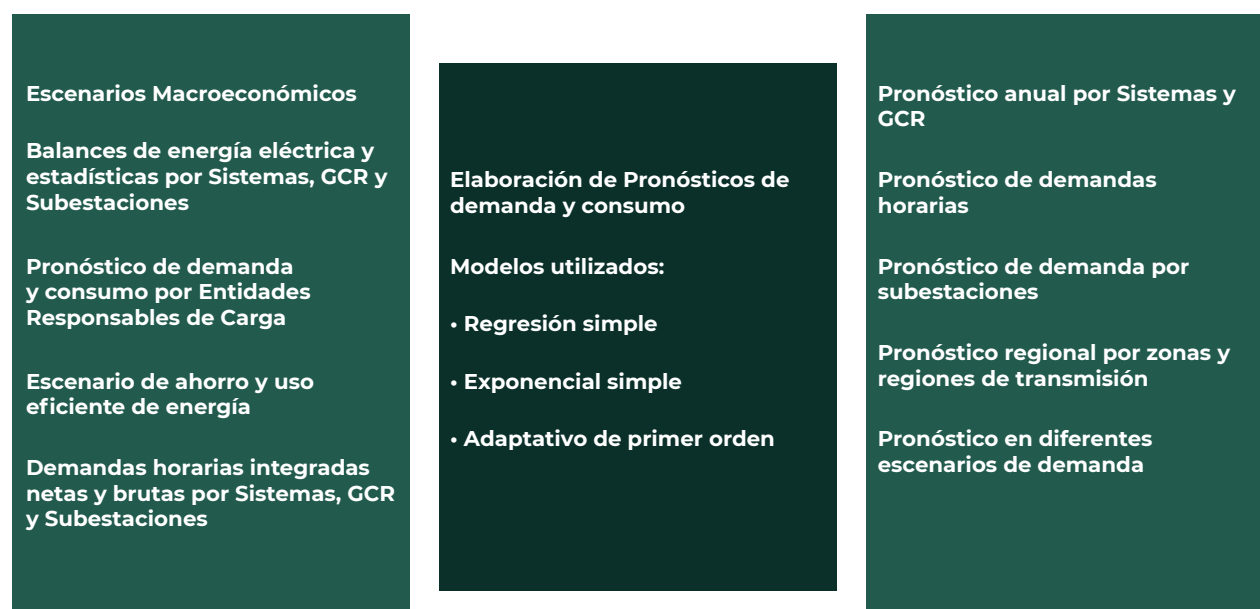 Escenarios Macroeconómicos
Balances de energía eléctrica y
estadísticas por Sistemas, GCR y
Subestaciones
Pronóstico de demanda
y consumo por Entidades
Responsables de Carga
Escenario de ahorro y uso
eficiente de energía
Demandas horarias integradas
netas y brutas por Sistemas, GCR
y Subestaciones
Elaboración de Pronósticos de
demanda y consumo
Modelos utilizados:
• Regresión simple
• Exponencial simple
• Adaptativo de primer orden
Pronóstico anual por Sistemas y
GCR
Pronóstico de demandas
horarias
Pronóstico de demanda por
subestaciones
Pronóstico regional por zonas y
regiones de transmisión
Pronóstico en diferentes
escenarios de demanda